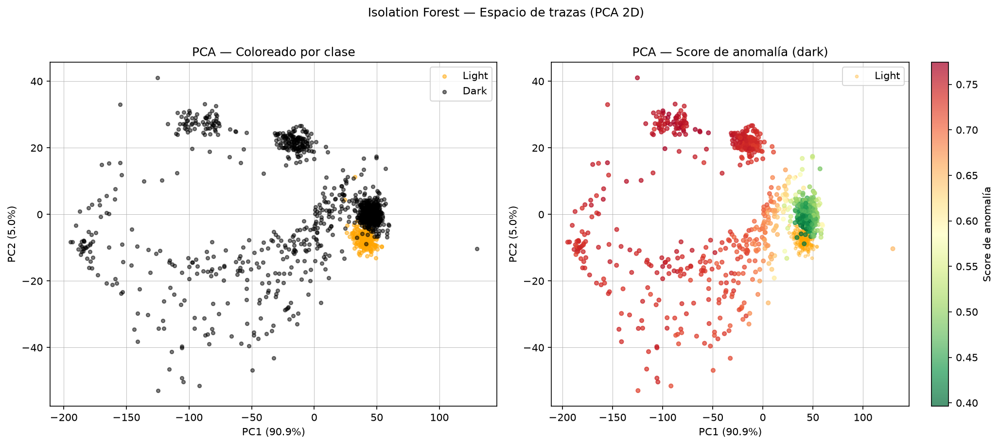 Isolation Forest — Espacio de trazas (PCA 2D)
PCA — Coloreado por clase
Light
Dark
40
20
0
−20
−40
PC2 (5.0%)
−200
−150
−100
−50
0
50
100
PC1 (90.9%)
PCA — Score de anomalía (dark)
Light
40
20
0
−20
−40
PC2 (5.0%)
−200
−150
−100
−50
0
50
100
PC1 (90.9%)
0.75
0.70
0.65
0.60
0.55
0.50
0.45
0.40
Score de anomalía